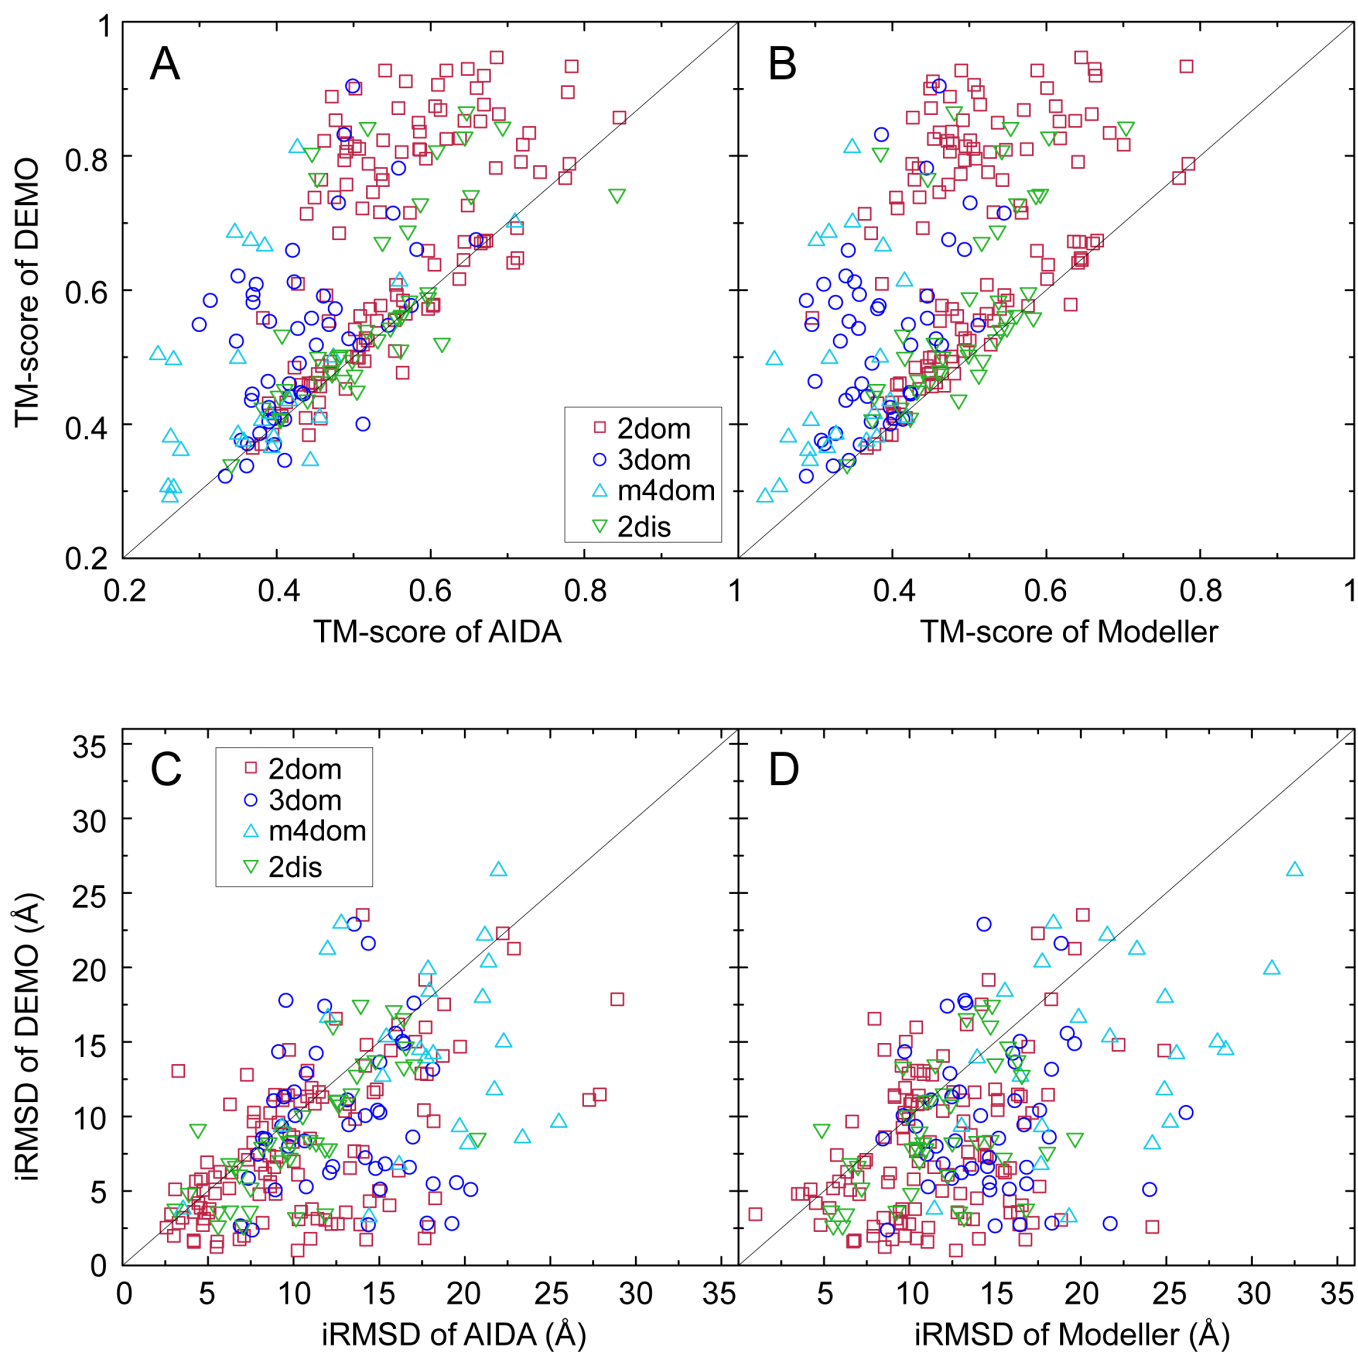 A
B
1
0.8
0.6
0.4
0.2
TM-score of DEMO
2dom
3dom
m4dom
2dis
0.2 0.4 0.6 0.8 1 0.4 0.6 0.8 1
TM-score of AIDA TM-score of Modeller
C
D
35
30
25
20
15
10
5
0
iRMSD of DEMO (Å)
2dom
3dom
m4dom
2dis
0 5 10 15 20 25 30 35 5 10 15 20 25 30 35
iRMSD of AIDA (Å) iRMSD of Modeller (Å)